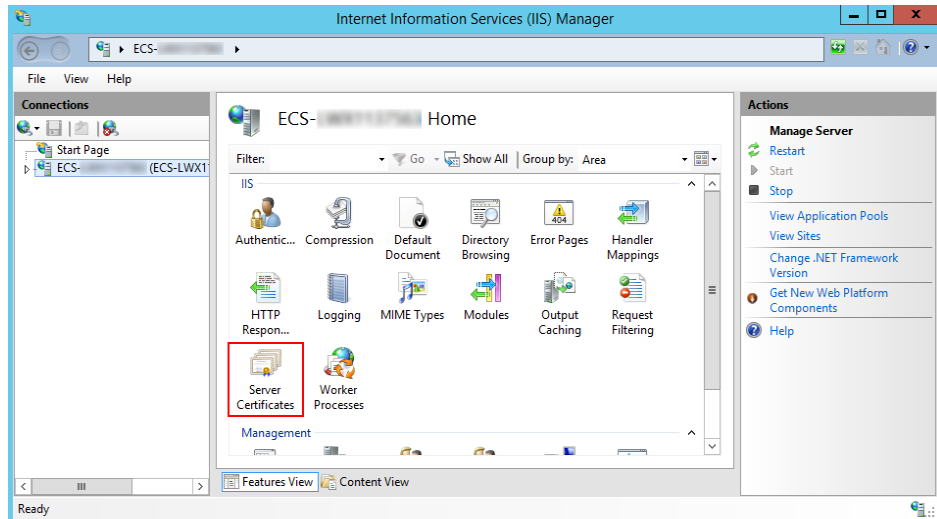 Internet Information Services (IIS) Manager
ECS-
File View Help
Connections
Start Page
ECS- (ECS-LWX1
ECS- Home
Filter: Go Show All Group by: Area
IIS
Authentic... Compression Default Document Directory Browsing Error Pages Handler Mappings
404
HTTP Respon... Logging MIME Types Modules Output Caching Request Filtering
Server Certificates Worker Processes
Management
Features View Content View
Actions
Manage Server
Restart
Start
Stop
View Application Pools
View Sites
Change .NET Framework
Version
Get New Web Platform
Components
Help
Ready